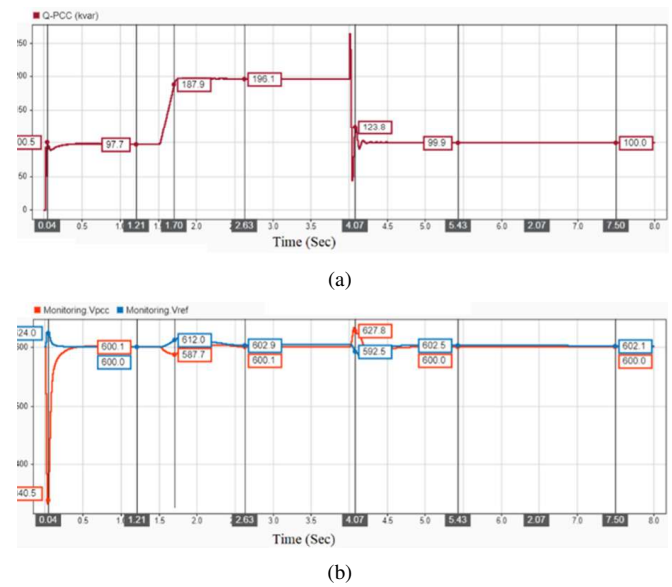 Q-PCC (kvar)
250
200 187.9 196.1
50
123.8
00.5 97.7 99.9 100.0
50
0
0.04 0.5 1.21 1.70 2.0 2.63 3.0 3.5 4.07 4.5 5.0 5.43 6.0 2.07 7.0 7.50 8.0
Time (Sec)
(a)
Monitoring.Vpcc Monitoring.Vref
24.0 612.0 627.8
600 600.1 602.9 602.5 602.1
600.0 587.7 600.1 592.5 600.0 600.0
500
400
40.5
0.04 0.5 1.21 2.0 2.63 3.0 3.5 4.07 4.5 5.0 5.43 6.0 2.07 7.0 7.50 8.0
Time (Sec)
(b)